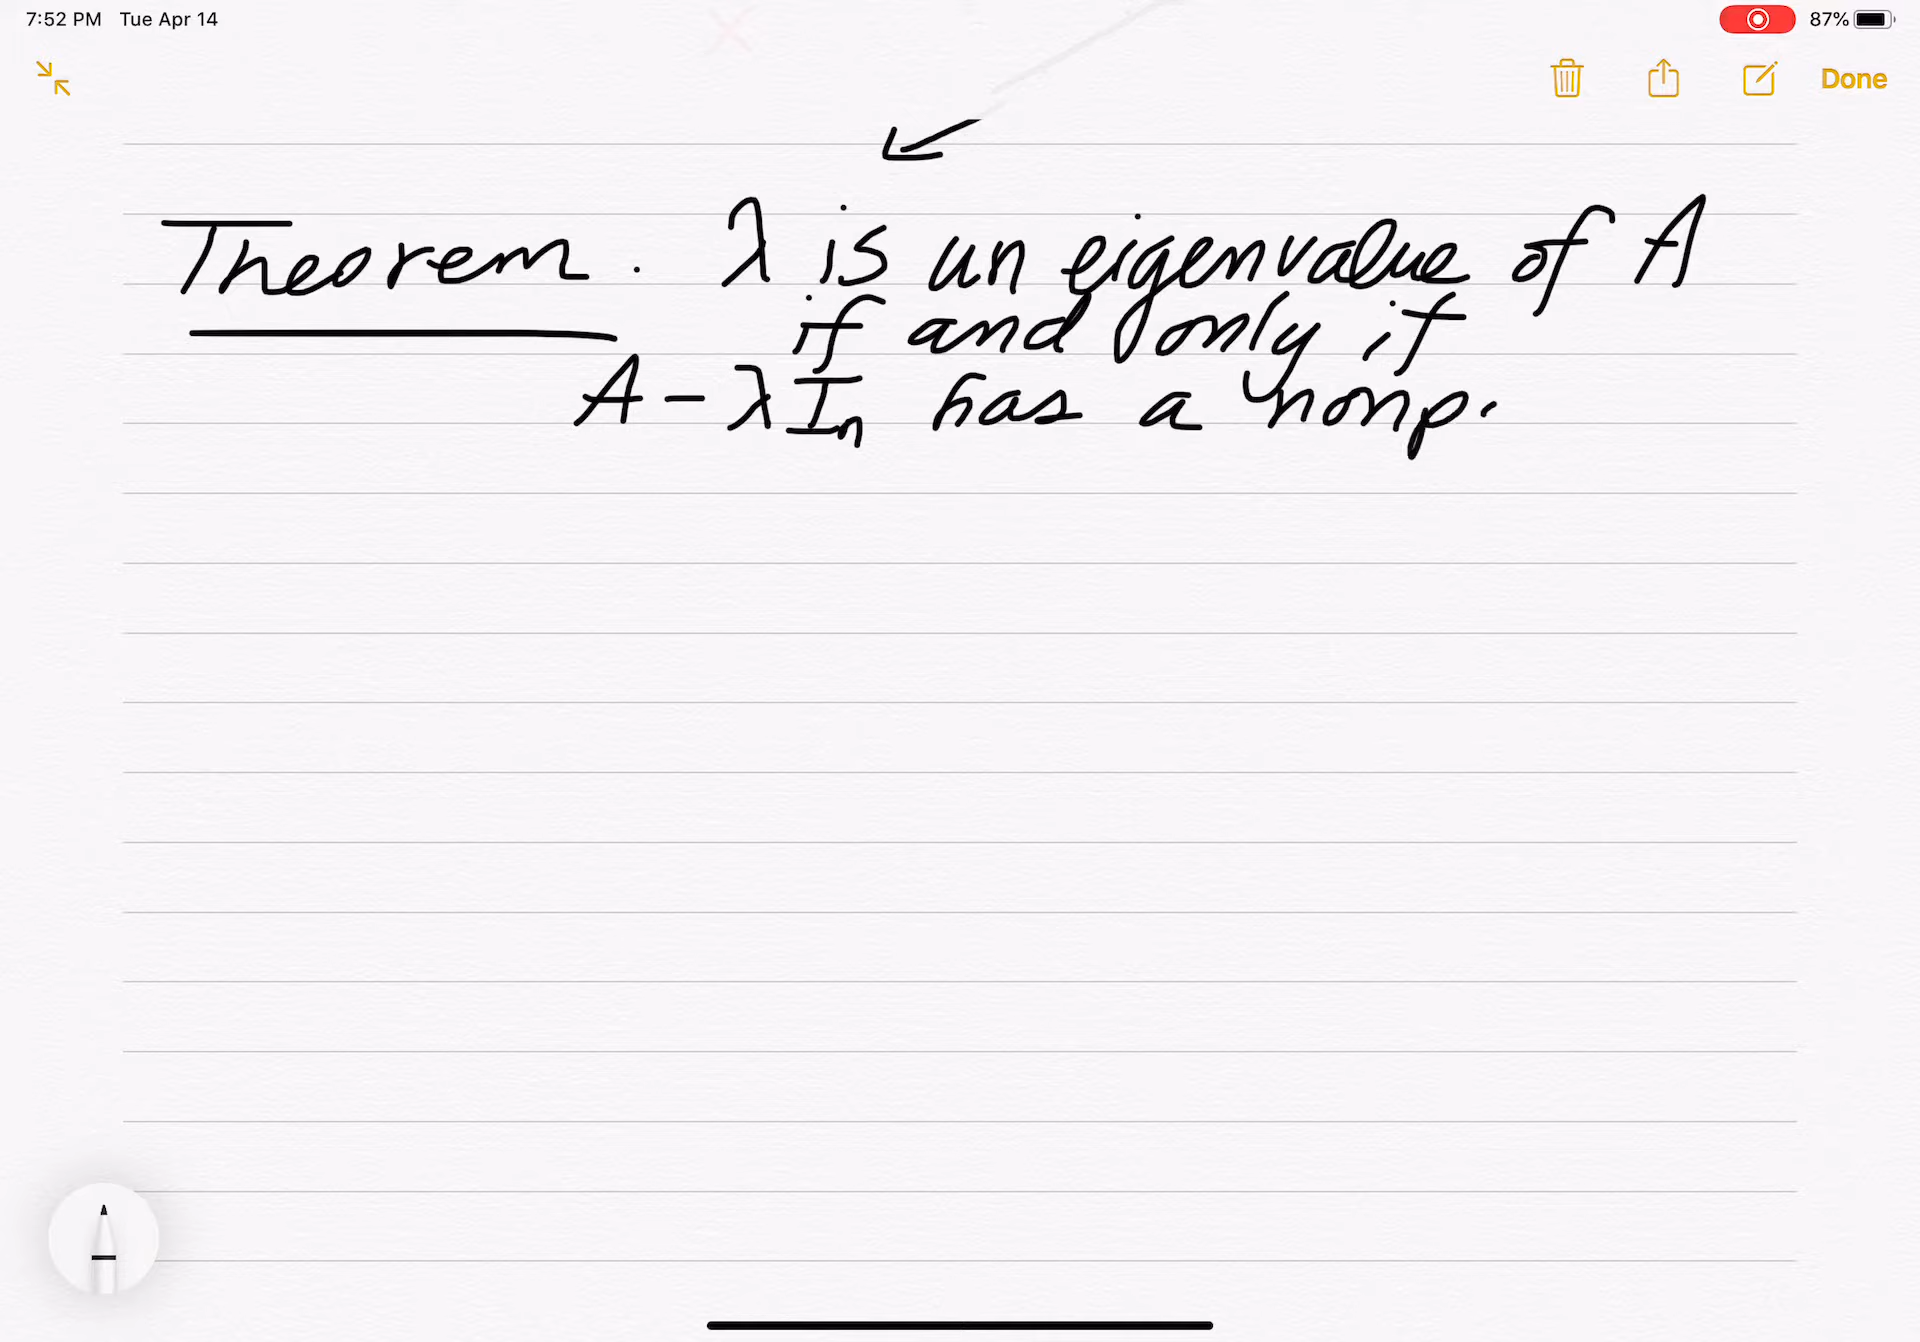 7:52 PM Tue Apr 14 87%
Done
Theorem. λ is an eigenvalue of A
if and only if
A - λIn has a nonp.